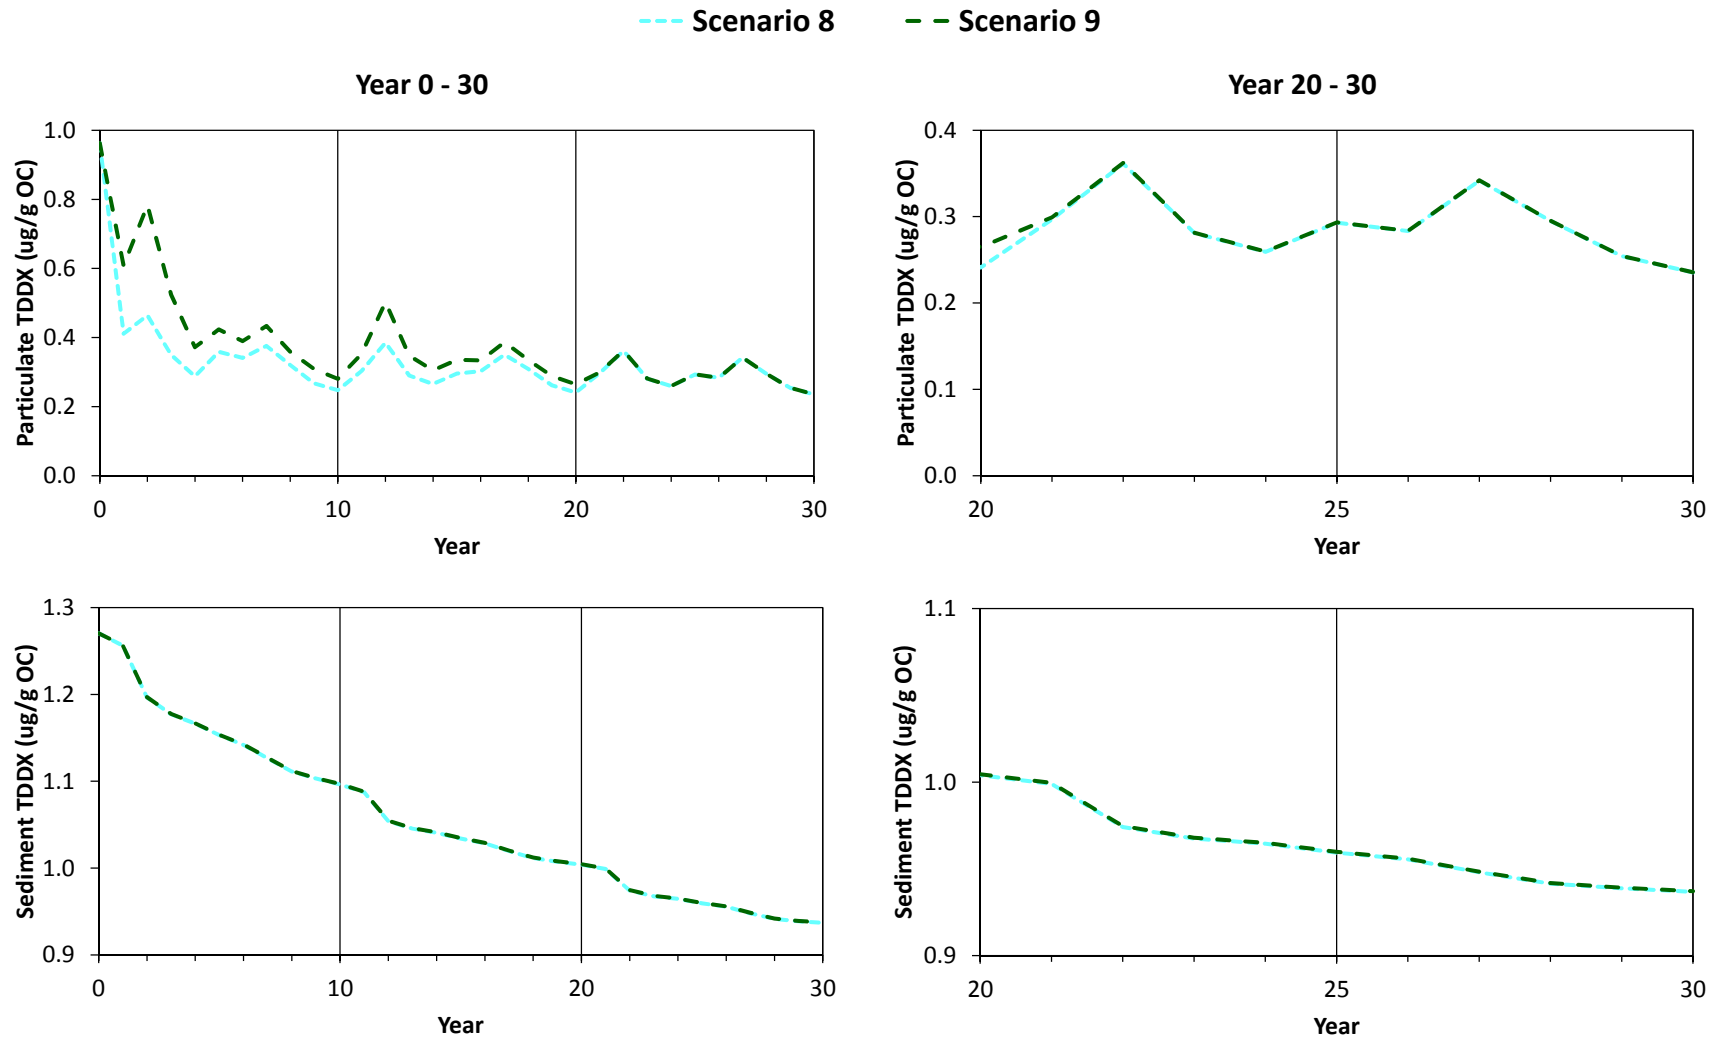 Scenario 8 Scenario 9
Year 0 - 30
Year 20 - 30
Particulate TDDX (ug/g OC)
1.0
0.8
0.6
0.4
0.2
0.0
0 10 20 30
Year
Particulate TDDX (ug/g OC)
0.4
0.3
0.2
0.1
0.0
20 25 30
Year
Sediment TDDX (ug/g OC)
1.3
1.2
1.1
1.0
0.9
0 10 20 30
Year
Sediment TDDX (ug/g OC)
1.1
1.0
0.9
20 25 30
Year